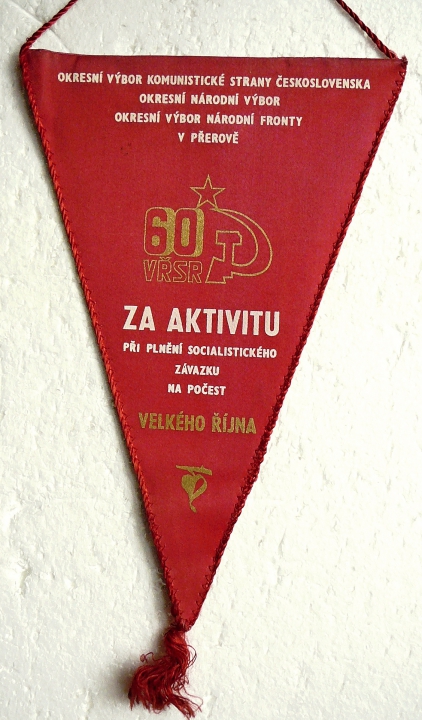 OKRESNÍ VÝBOR KOMUNISTICKÉ STRANY ČESKOSLOVENSKA
OKRESNÍ NÁRODNÍ VÝBOR
OKRESNÍ VÝBOR NÁRODNÍ FRONTY
V PŘEROVĚ
60
VŘSR
ZA AKTIVITU
PŘI PLNĚNÍ SOCIALISTICKÉHO
ZÁVAZKU
NA POČEST
VELKÉHO ŘÍJNA